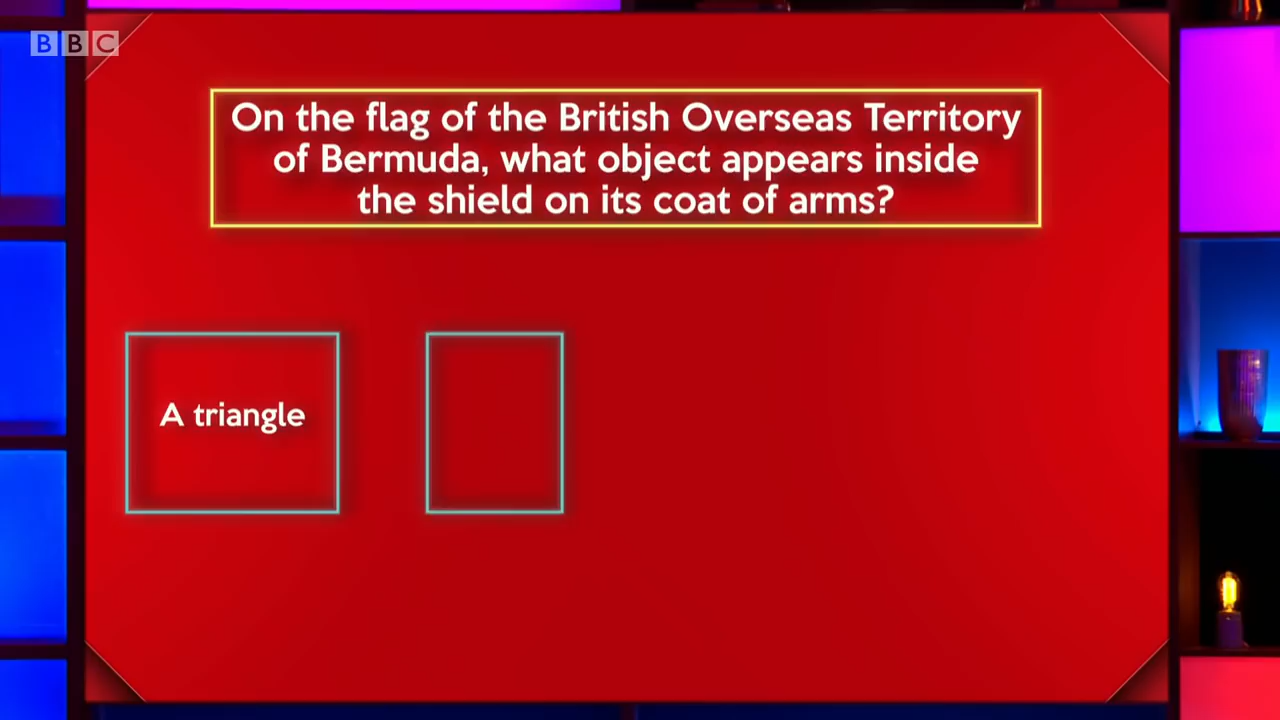 BBC
On the flag of the British Overseas Territory
of Bermuda, what object appears inside
the shield on its coat of arms?
A triangle